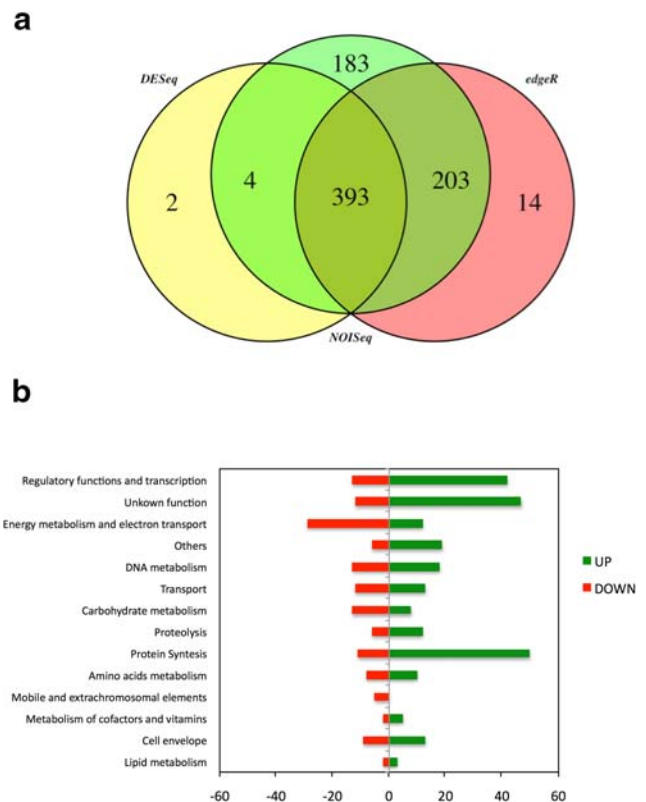 a
183
DESeq
edgeR
2
4
393
203
14
NOISeq
b
Regulatory functions and transcription
Unkown function
Energy metabolism and electron transport
Others
DNA metabolism
Transport
Carbohydrate metabolism
Proteolysis
Protein Syntesis
Amino acids metabolism
Mobile and extrachromosomal elements
Metabolism of cofactors and vitamins
Cell envelope
Lipid metabolism
UP
DOWN
-60 -40 -20 0 20 40 60